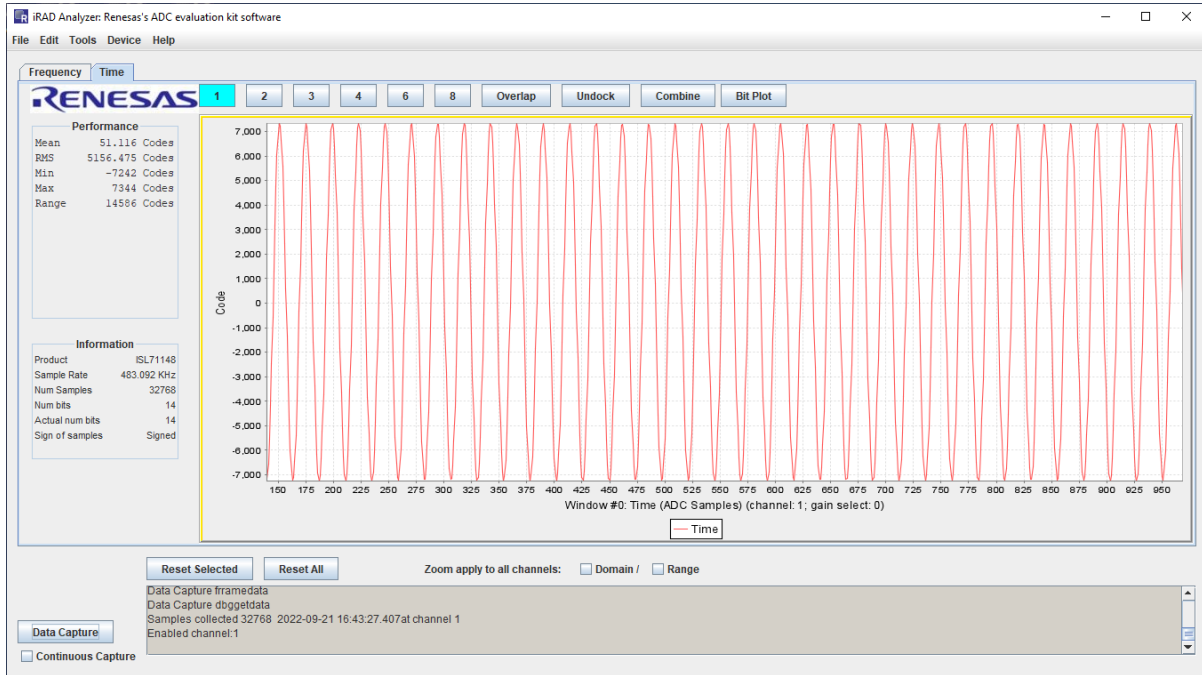 iRAD Analyzer: Renesas's ADC evaluation kit software
File Edit Tools Device Help
Frequency Time
RENESAS 1 2 3 4 6 8 Overlap Undock Combine Bit Plot
Performance
Mean 51.116 Codes
RMS 5156.475 Codes
Min -7242 Codes
Max 7344 Codes
Range 14586 Codes
Information
Product ISL71148
Sample Rate 483.092 KHz
Num Samples 32768
Num bits 14
Actual num bits 14
Sign of samples Signed
Code
7,000
6,000
5,000
4,000
3,000
2,000
1,000
0
-1,000
-2,000
-3,000
-4,000
-5,000
-6,000
-7,000
150 175 200 225 250 275 300 325 350 375 400 425 450 475 500 525 550 575 600 625 650 675 700 725 750 775 800 825 850 875 900 925 950
Window #0: Time (ADC Samples) (channel: 1; gain select: 0)
Time
Reset Selected Reset All Zoom apply to all channels: Domain / Range
Data Capture frramedata
Data Capture dbggetdata
Samples collected 32768 2022-09-21 16:43:27.407at channel 1
Enabled channel:1
Data Capture
Continuous Capture